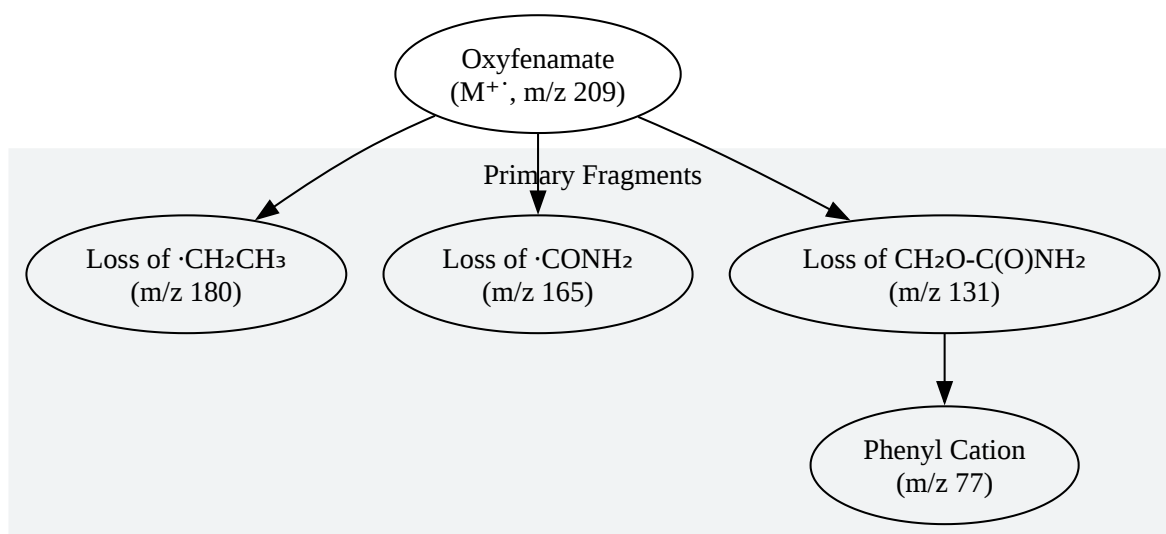 Oxyfenamate
(M⁺˙, m/z 209)
Primary Fragments
Loss of ·CH₂CH₃
(m/z 180)
Loss of ·CONH₂
(m/z 165)
Loss of CH₂O-C(O)NH₂
(m/z 131)
Phenyl Cation
(m/z 77)